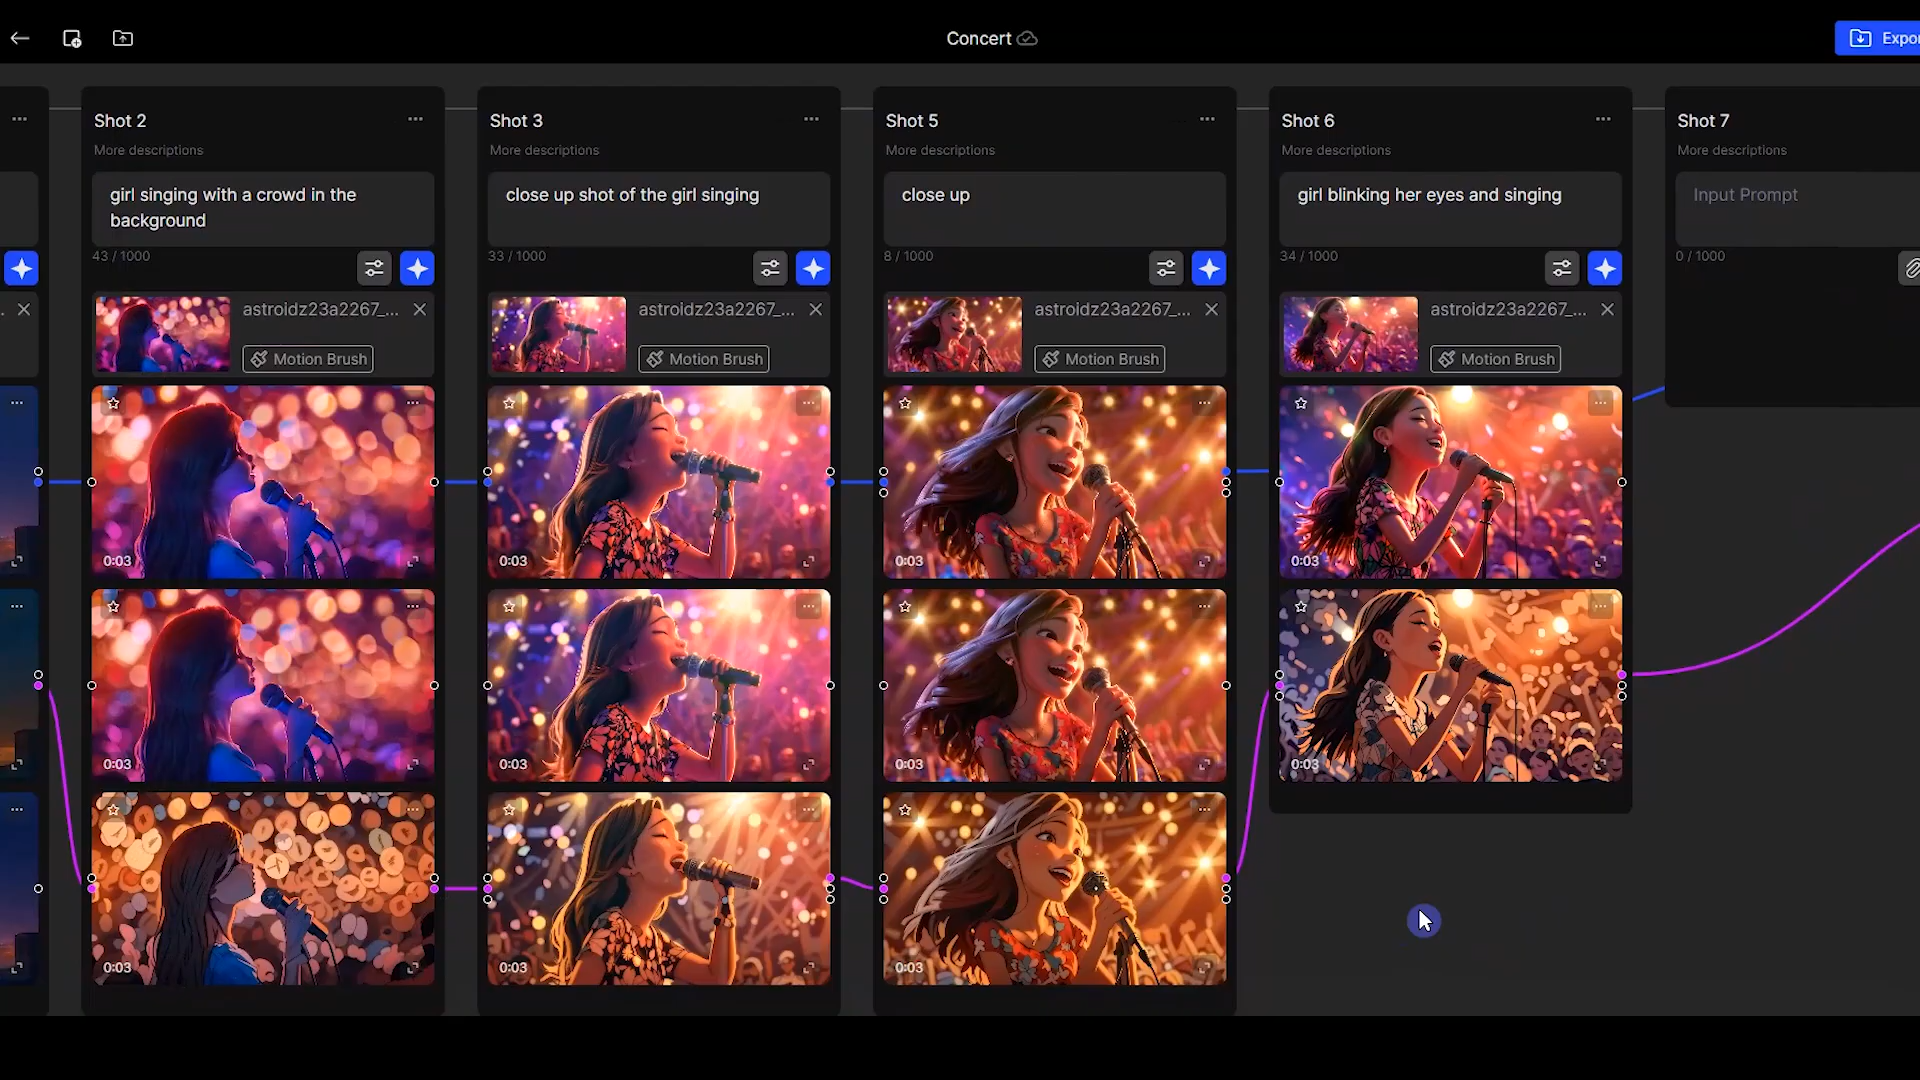 Concert
Expor
Shot 2
More descriptions
girl singing with a crowd in the
background
43 / 1000
astroidz23a2267_...
Motion Brush
0:03
0:03
0:03
Shot 3
More descriptions
close up shot of the girl singing
33 / 1000
astroidz23a2267_...
Motion Brush
0:03
0:03
0:03
Shot 5
More descriptions
close up
8 / 1000
astroidz23a2267_...
Motion Brush
0:03
0:03
0:03
Shot 6
More descriptions
girl blinking her eyes and singing
34 / 1000
astroidz23a2267_...
Motion Brush
0:03
0:03
Shot 7
More descriptions
Input Prompt
0 / 1000